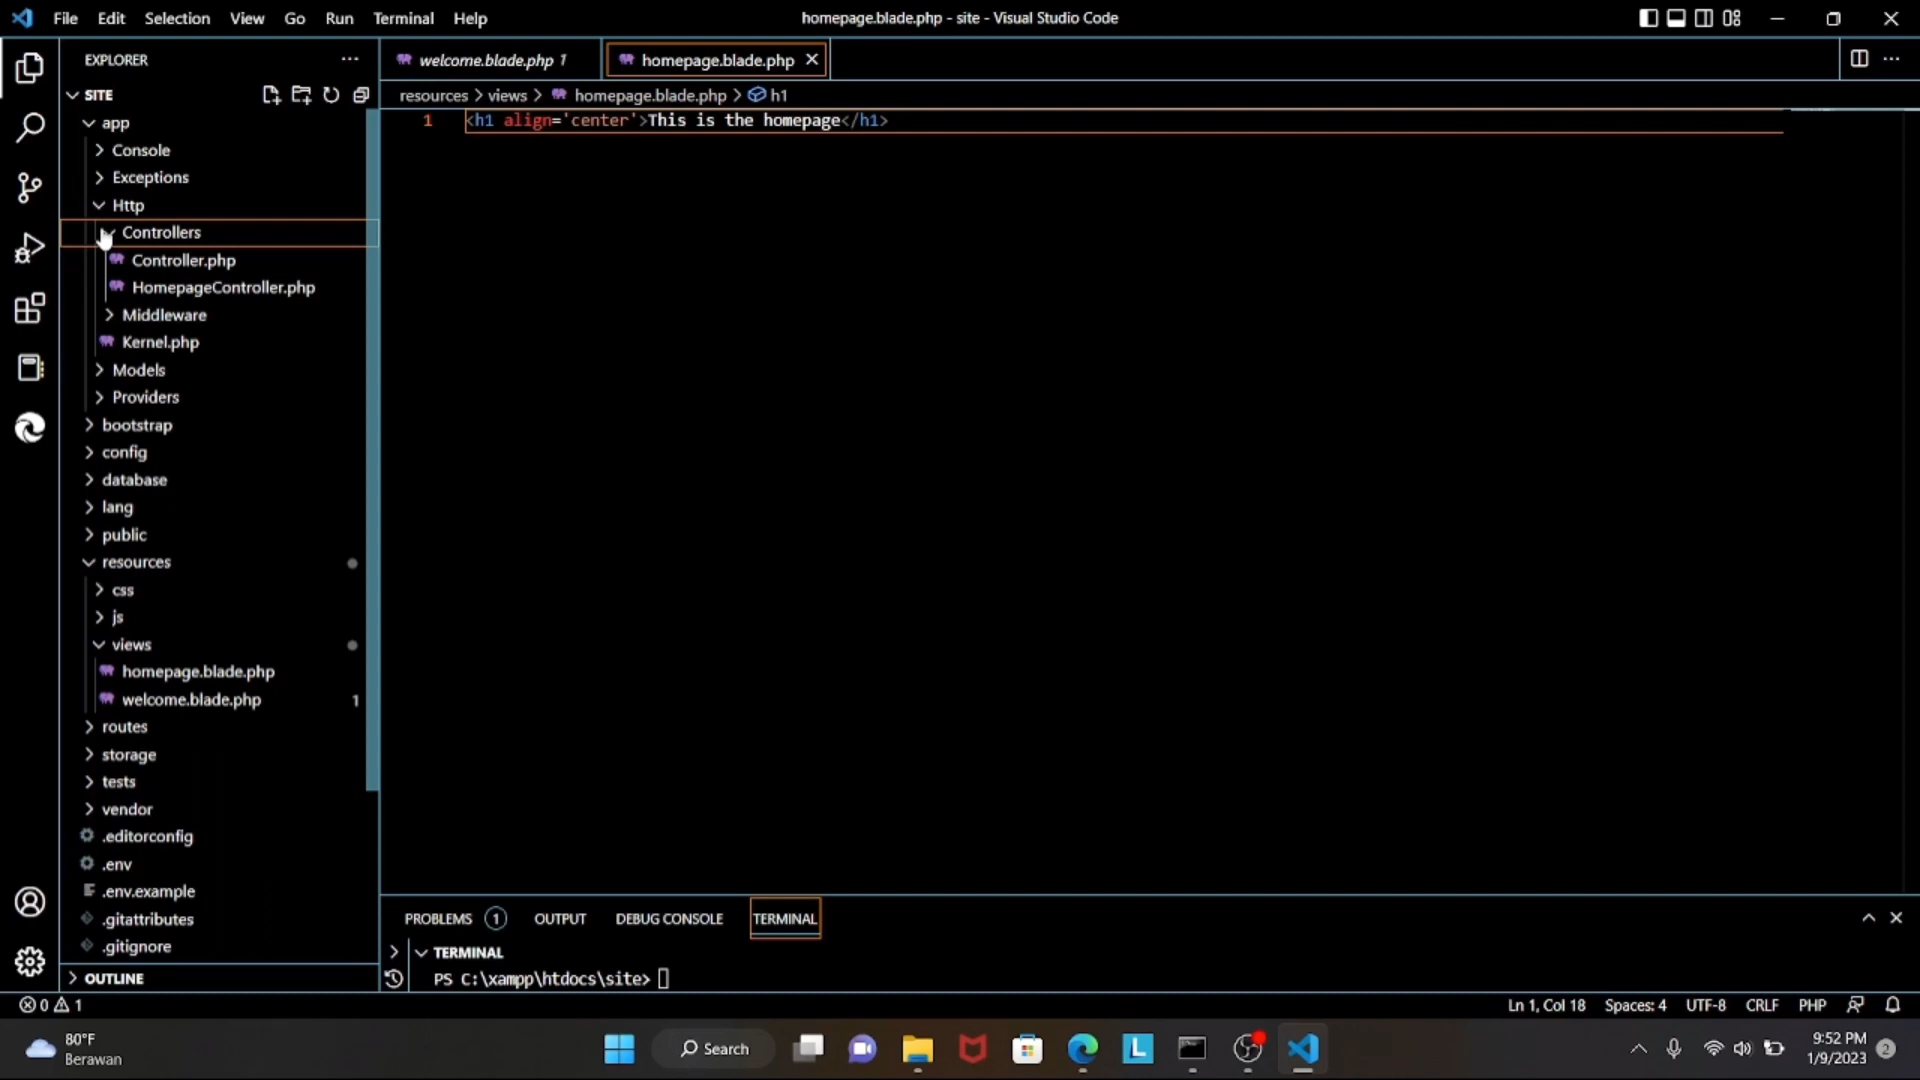 File Edit Selection View Go Run Terminal Help
homepage.blade.php - site - Visual Studio Code
EXPLORER
welcome.blade.php 1
homepage.blade.php
SITE
resources > views > homepage.blade.php > h1
1 <h1 align='center'>This is the homepage</h1>
app
Console
Exceptions
Http
Controllers
Controller.php
HomepageController.php
Middleware
Kernel.php
Models
Providers
bootstrap
config
database
lang
public
resources
css
js
views
homepage.blade.php
welcome.blade.php 1
routes
storage
tests
vendor
.editorconfig
.env
.env.example
.gitattributes
.gitignore
OUTLINE
PROBLEMS 1 OUTPUT DEBUG CONSOLE TERMINAL
TERMINAL
PS C:\xampp\htdocs\site>
0 1
Ln 1, Col 18 Spaces: 4 UTF-8 CRLF PHP
80°F
Berawan
Search
L
9:52 PM
1/9/2023
2